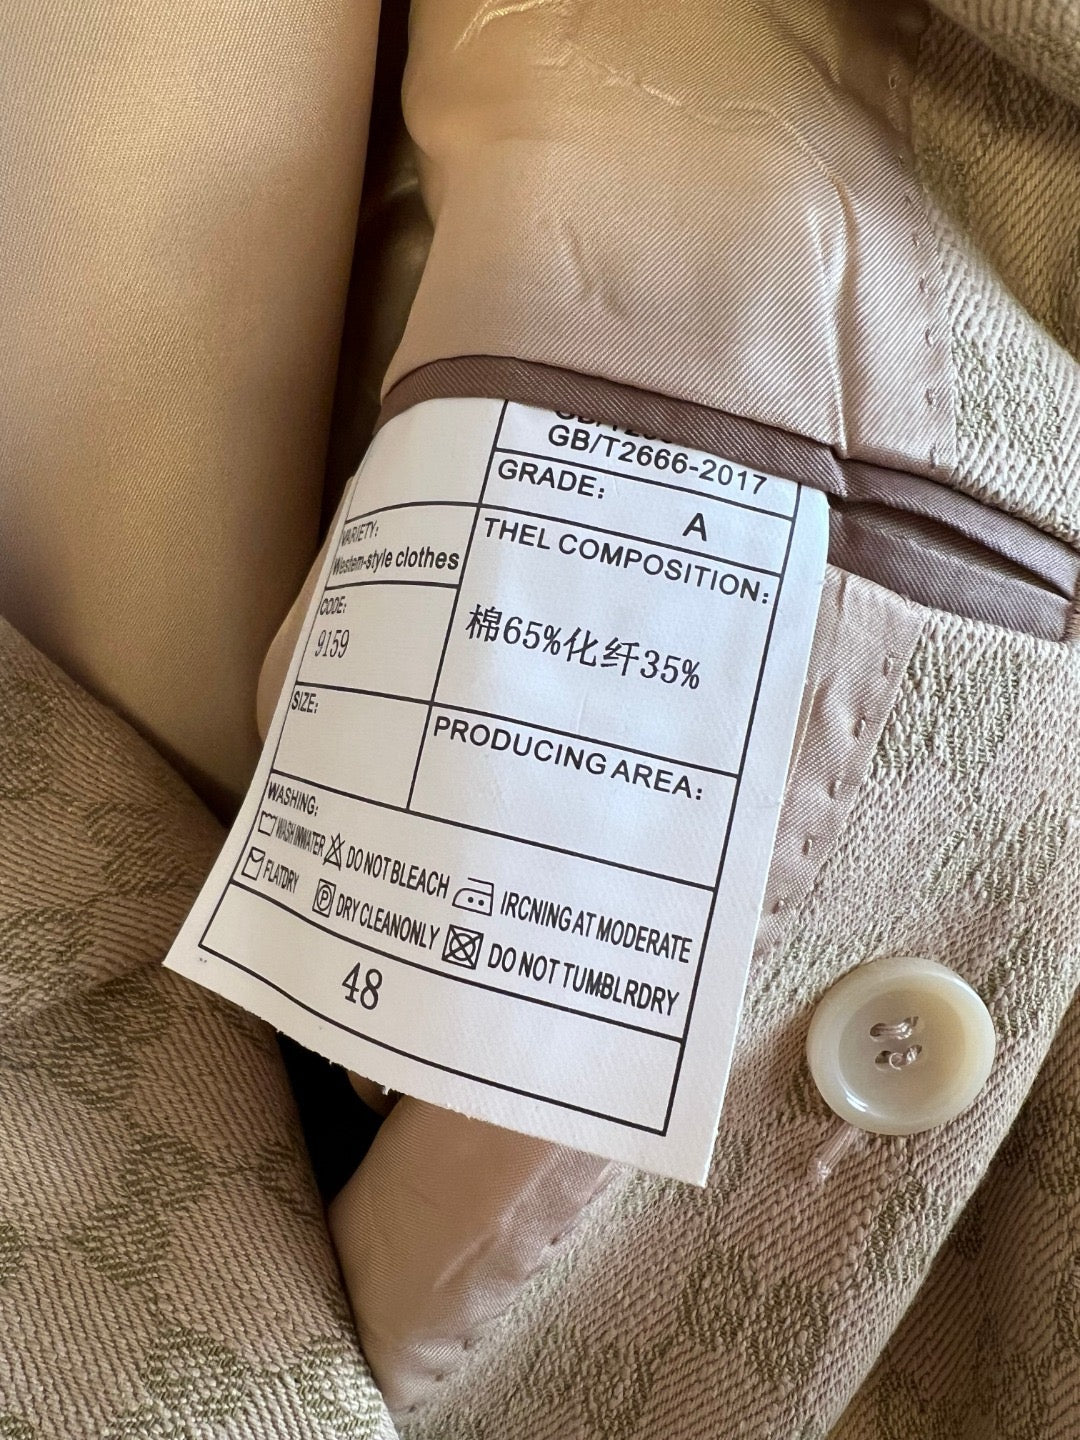 GB/T2666-2017
GRADE:
A
VARIETY:
Western-style clothes
THEL COMPOSITION:
棉65%化纤35%
CODE:
9159
SIZE:
PRODUCING AREA:
WASHING:
WASH INWATER DO NOT BLEACH IRCNING AT MODERATE
FLATDRY DRY CLEANONLY DO NOT TUMBLRDRY
48